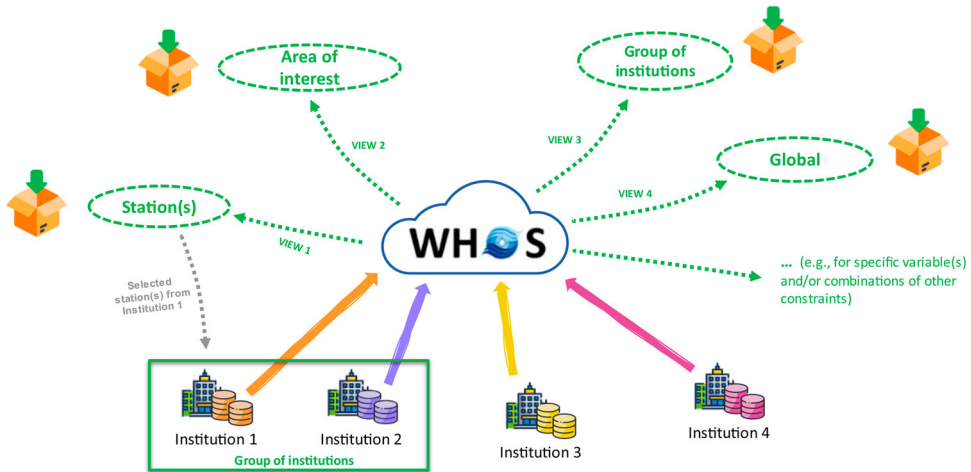 Area of
interest
Group of
institutions
VIEW 2
VIEW 3
Global
VIEW 4
Station(s)
VIEW 1
WHOS
... (e.g., for specific variable(s)
and/or combinations of other
constraints)
Selected
station(s) from
Institution 1
Institution 1
Institution 2
Institution 3
Institution 4
Group of institutions